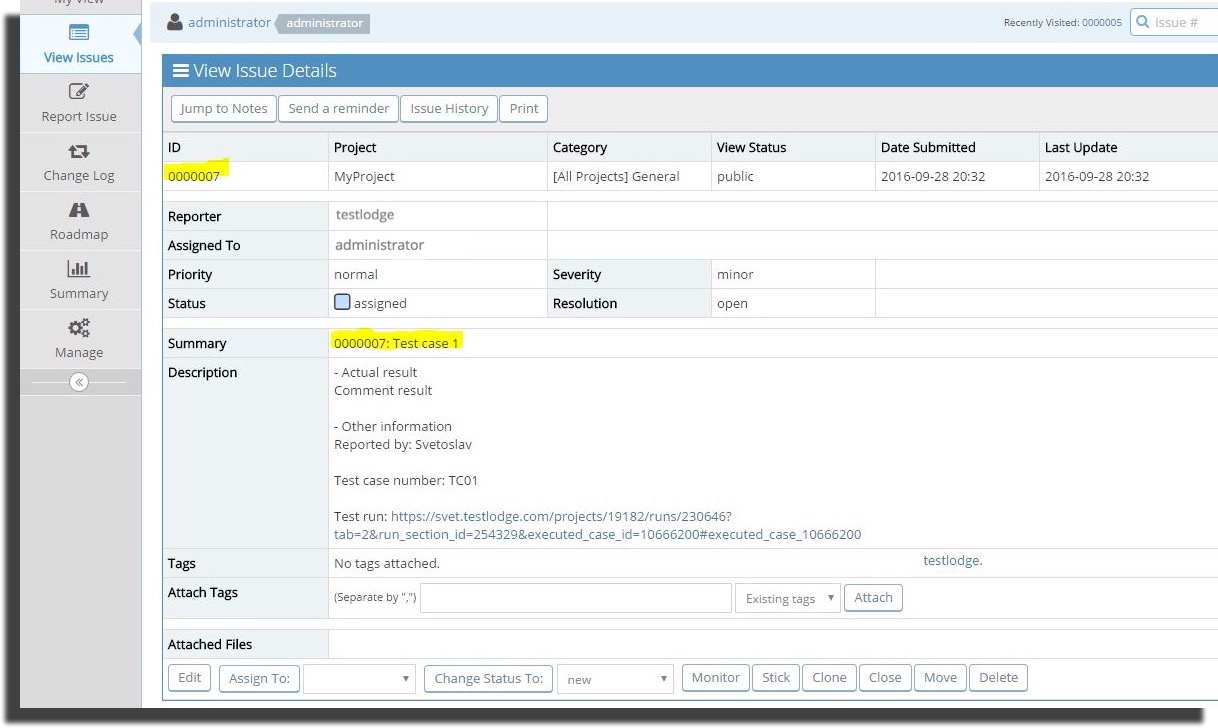 My View
View Issues
Report Issue
Change Log
Roadmap
Summary
Manage
administrator administrator
Recently Visited: 0000005 Issue #
View Issue Details
Jump to Notes Send a reminder Issue History Print
ID Project Category View Status Date Submitted Last Update
0000007 MyProject [All Projects] General public 2016-09-28 20:32 2016-09-28 20:32
Reporter testlodge
Assigned To administrator
Priority normal Severity minor
Status assigned Resolution open
Summary 0000007: Test case 1
Description - Actual result
Comment result
- Other information
Reported by: Svetoslav
Test case number: TC01
Test run: https://svet.testlodge.com/projects/19182/runs/230646?
tab=2&run_section_id=254329&executed_case_id=10666200#executed_case_10666200
Tags No tags attached. testlodge.
Attach Tags (Separate by ",") Existing tags Attach
Attached Files
Edit Assign To: Change Status To: new Monitor Stick Clone Close Move Delete